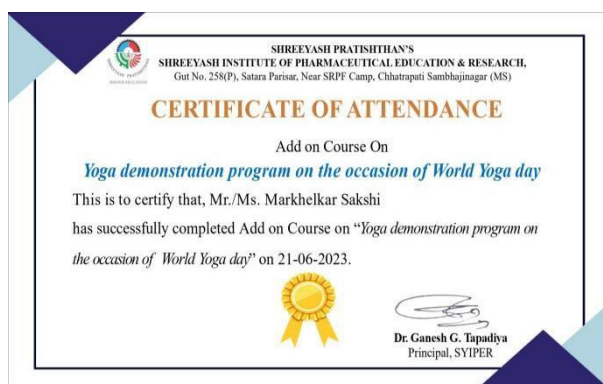 SHREEYASH PRATISHTHAN'S
SHREEYASH INSTITUTE OF PHARMACEUTICAL EDUCATION & RESEARCH,
Gut No. 258(P), Satara Parisar, Near SRPF Camp, Chhatrapati Sambhajinagar (MS)
CERTIFICATE OF ATTENDANCE
Add on Course On
Yoga demonstration program on the occasion of World Yoga day
This is to certify that, Mr./Ms. Markhelkar Sakshi
has successfully completed Add on Course on “Yoga demonstration program on
the occasion of World Yoga day” on 21-06-2023.
Dr. Ganesh G. Tapadiya
Principal, SYIPER